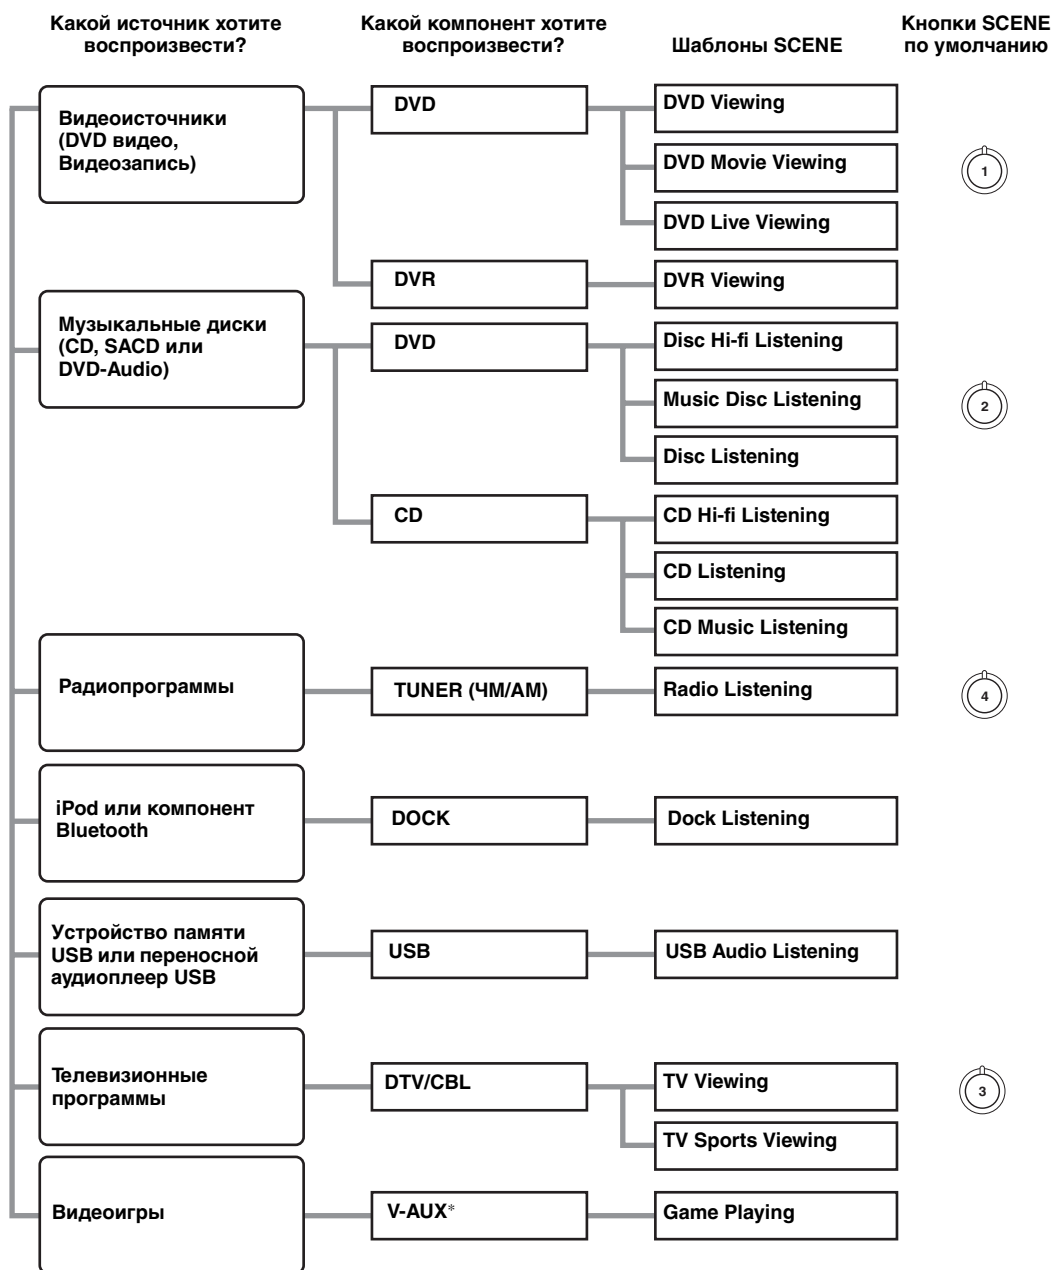 Какой источник хотите
воспроизвести?
Какой компонент хотите
воспроизвести?
Шаблоны SCENE
Кнопки SCENE
по умолчанию
Видеоисточники
(DVD видео,
Видеозапись)
DVD
DVD Viewing
DVD Movie Viewing
1
DVD Live Viewing
DVR
DVR Viewing
Музыкальные диски
(CD, SACD или
DVD-Audio)
DVD
Disc Hi-fi Listening
Music Disc Listening
2
Disc Listening
CD
CD Hi-fi Listening
CD Listening
CD Music Listening
Радиопрограммы
TUNER (ЧМ/AM)
Radio Listening
4
iPod или компонент
Bluetooth
DOCK
Dock Listening
Устройство памяти
USB или переносной
аудиоплеер USB
USB
USB Audio Listening
Телевизионные
программы
DTV/CBL
TV Viewing
3
TV Sports Viewing
Видеоигры
V-AUX*
Game Playing